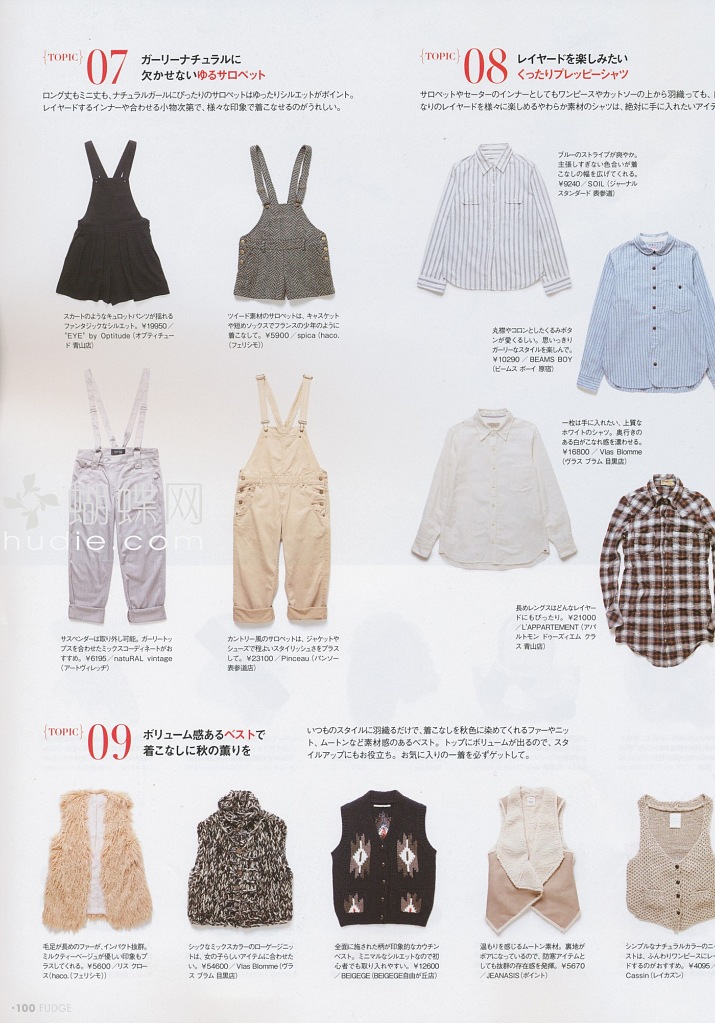 {TOPIC} 07 ガーリーナチュラルに
欠かせないゆるサロペット
ロング丈もミニ丈も、ナチュラルガールにぴったりのサロペットはゆったりシルエットがポイント。
レイヤードするインナーや合わせる小物次第で、様々な印象で着こなせるのがうれしい。
スカートのようなキュロットパンツが揺れる
ファンタジックなシルエット。¥19950／
"EYE" by Optitude（オプティチュー
ド 青山店）
ツイード素材のサロペットは、キャスケット
や短めソックスでフランスの少年のように
着こなして。¥5900／spica（haco.
〈フェリシモ〉）
サスペンダーは取り外し可能。ガーリートッ
プスを合わせたミックスコーディネートがお
すすめ。¥6195／natuRAL vintage
（アートヴィレッヂ）
カントリー風のサロペットは、ジャケットや
シューズで程よいスタイリッシュさをプラス
して。¥23100／Pinceau（パンソー
表参道店）
{TOPIC} 08 レイヤードを楽しみたい
くったりプレッピーシャツ
サロペットやセーターのインナーとしてもワンピースやカットソーの上から羽織っても、
なりのレイヤードを様々に楽しめるやわらか素材のシャツは、絶対に手に入れたいアイテ
ブルーのストライプが爽やか。
主張しすぎない色合いが着
こなしの幅を広げてくれる。
¥9240／SOIL（ジャーナル
スタンダード 表参道）
丸襟やコロンとしたくるみボタ
ンが愛くるしい。思いっきり
ガーリーなスタイルを楽しんで。
¥10290／BEAMS BOY
（ビームス ボーイ 原宿）
一枚は手に入れたい、上質な
ホワイトのシャツ。奥行きの
ある白がこなれ感を漂わせる。
¥16800／Vlas Blomme
（ヴラス ブラム 目黒店）
長めレングスはどんなレイヤー
ドにもぴったり。¥21000
／L'APPARTEMENT（アパ
ルトモン ドゥーズィエム クラ
ス 青山店）
蝴蝶网
hudie.com
{TOPIC} 09 ボリューム感あるベストで
着こなしに秋の薫りを
いつものスタイルに羽織るだけで、着こなしを秋色に染めてくれるファーやニッ
ト、ムートンなど素材感のあるベスト。トップにボリュームが出るので、スタ
イルアップにもお役立ち。お気に入りの一着を必ずゲットして。
毛足が長めのファーが、インパクト抜群。
ミルクティーベージュが優しい印象もプ
ラスしてくれる。¥5600／リス クロー
ス（haco.〈フェリシモ〉）
シックなミックスカラーのローゲージニッ
トは、女の子らしいアイテムに合わせた
い。¥54600／Vlas Blomme（ヴラ
ス ブラム 目黒店）
全面に施された柄が印象的なカウチン
ベスト。ミニマルなシルエットなので初
心者でも取り入れやすい。¥12600
／BEIGEGE（BEIGEGE自由が丘店）
温もりを感じるムートン素材。裏地が
ボアになっているので、防寒アイテムと
しても抜群の存在感を発揮。¥5670
／JEANASIS（ポイント）
シンプルなナチュラルカラーのニ
ストは、ふんわりワンピースにレー
ドするのがおすすめ。¥4095／
Cassin（レイカズン）
·100 FUDGE